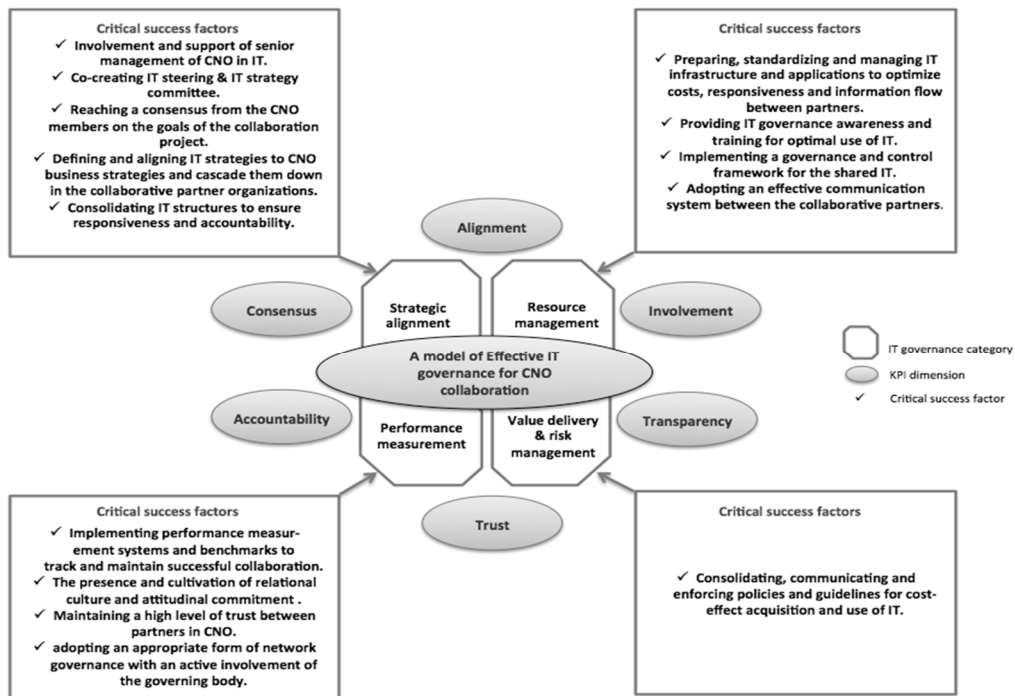 Critical success factors
✓ Involvement and support of senior
management of CNO in IT.
✓ Co-creating IT steering & IT strategy
committee.
✓ Reaching a consensus from the CNO
members on the goals of the collaboration
project.
✓ Defining and aligning IT strategies to CNO
business strategies and cascade them down
in the collaborative partner organizations.
✓ Consolidating IT structures to ensure
responsiveness and accountability.
Critical success factors
✓ Preparing, standardizing and managing IT
infrastructure and applications to optimize
costs, responsiveness and information flow
between partners.
✓ Providing IT governance awareness and
training for optimal use of IT.
✓ Implementing a governance and control
framework for the shared IT.
✓ Adopting an effective communication
system between the collaborative partners.
Alignment
Consensus
Strategic
alignment
Resource
management
Involvement
A model of Effective IT
governance for CNO
collaboration
IT governance category
KPI dimension
✓ Critical success factor
Accountability
Performance
measurement
Value delivery
& risk
management
Transparency
Trust
Critical success factors
✓ Implementing performance measur-
ement systems and benchmarks to
track and maintain successful collaboration.
✓ The presence and cultivation of relational
culture and attitudinal commitment .
✓ Maintaining a high level of trust between
partners in CNO.
✓ adopting an appropriate form of network
governance with an active involvement of
the governing body.
Critical success factors
✓ Consolidating, communicating and
enforcing policies and guidelines for cost-
effect acquisition and use of IT.